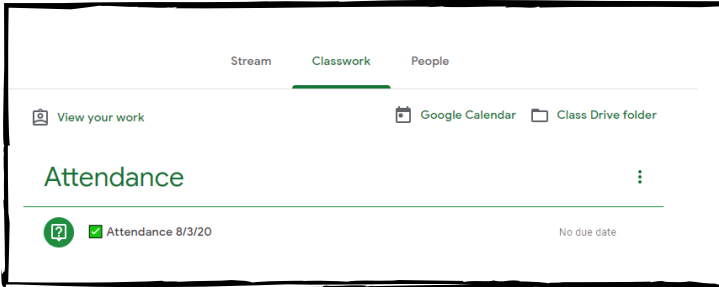 Stream Classwork People
View your work Google Calendar Class Drive folder
Attendance
✅ Attendance 8/3/20 No due date